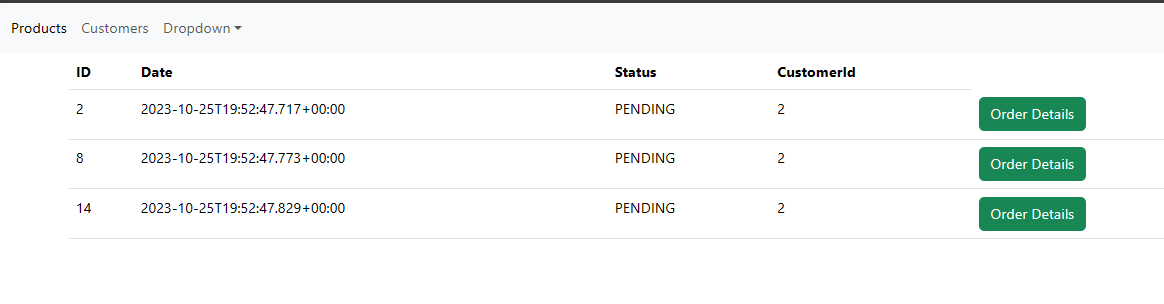 Products Customers Dropdown
ID Date Status CustomerId
2 2023-10-25T19:52:47.717+00:00 PENDING 2 Order Details
8 2023-10-25T19:52:47.773+00:00 PENDING 2 Order Details
14 2023-10-25T19:52:47.829+00:00 PENDING 2 Order Details